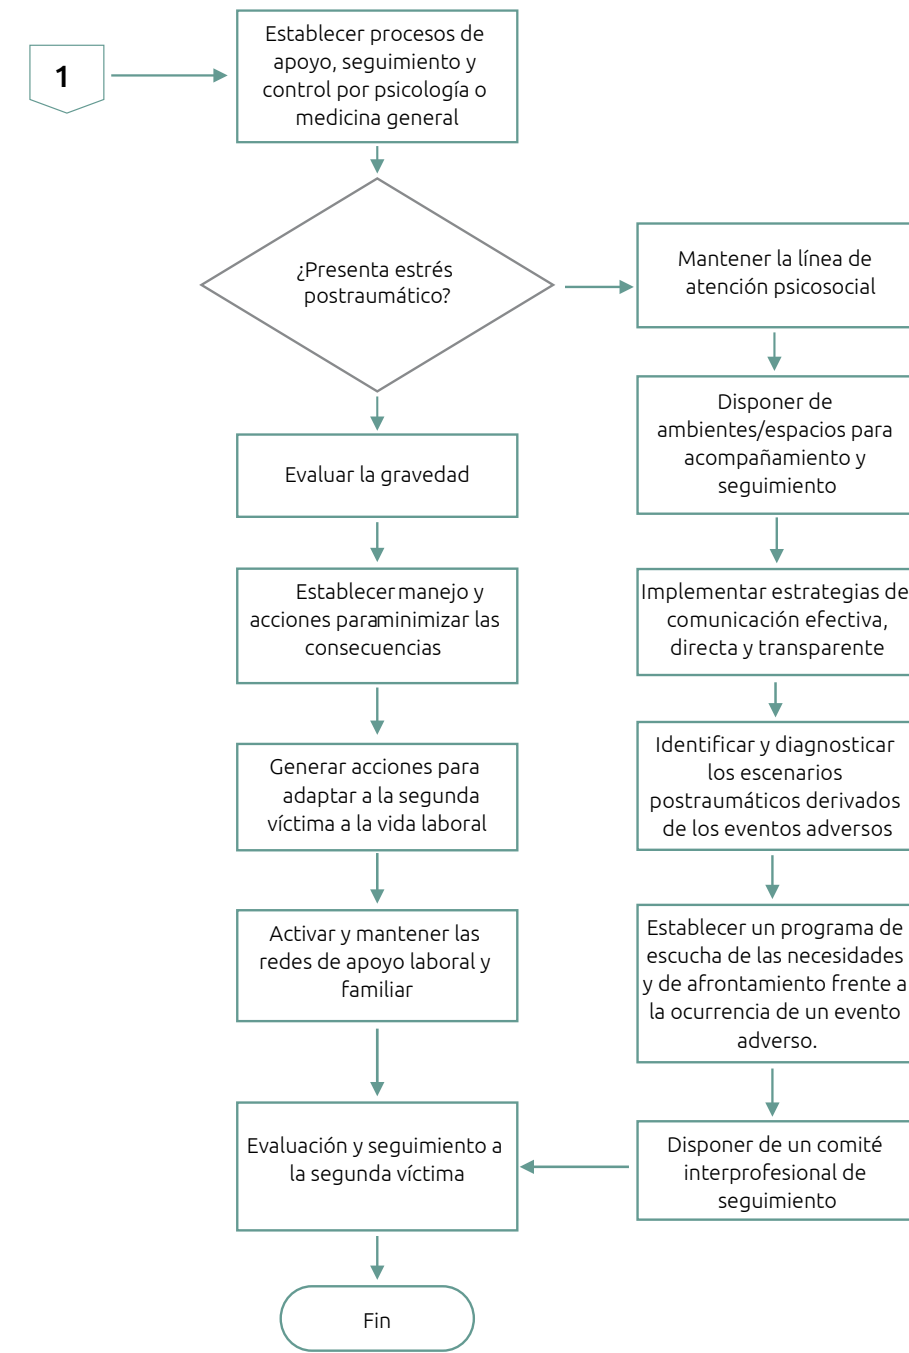 1
Establecer procesos de
apoyo, seguimiento y
control por psicología o
medicina general
¿Presenta estrés
postraumático?
Evaluar la gravedad
Establecer manejo y
acciones paraminimizar las
consecuencias
Generar acciones para
adaptar a la segunda
víctima a la vida laboral
Activar y mantener las
redes de apoyo laboral y
familiar
Mantener la línea de
atención psicosocial
Disponer de
ambientes/espacios para
acompañamiento y
seguimiento
Implementar estrategias de
comunicación efectiva,
directa y transparente
Identificar y diagnosticar
los escenarios
postraumáticos derivados
de los eventos adversos
Establecer un programa de
escucha de las necesidades
y de afrontamiento frente a
la ocurrencia de un evento
adverso.
Disponer de un comité
interprofesional de
seguimiento
Evaluación y seguimiento a
la segunda víctima
Fin